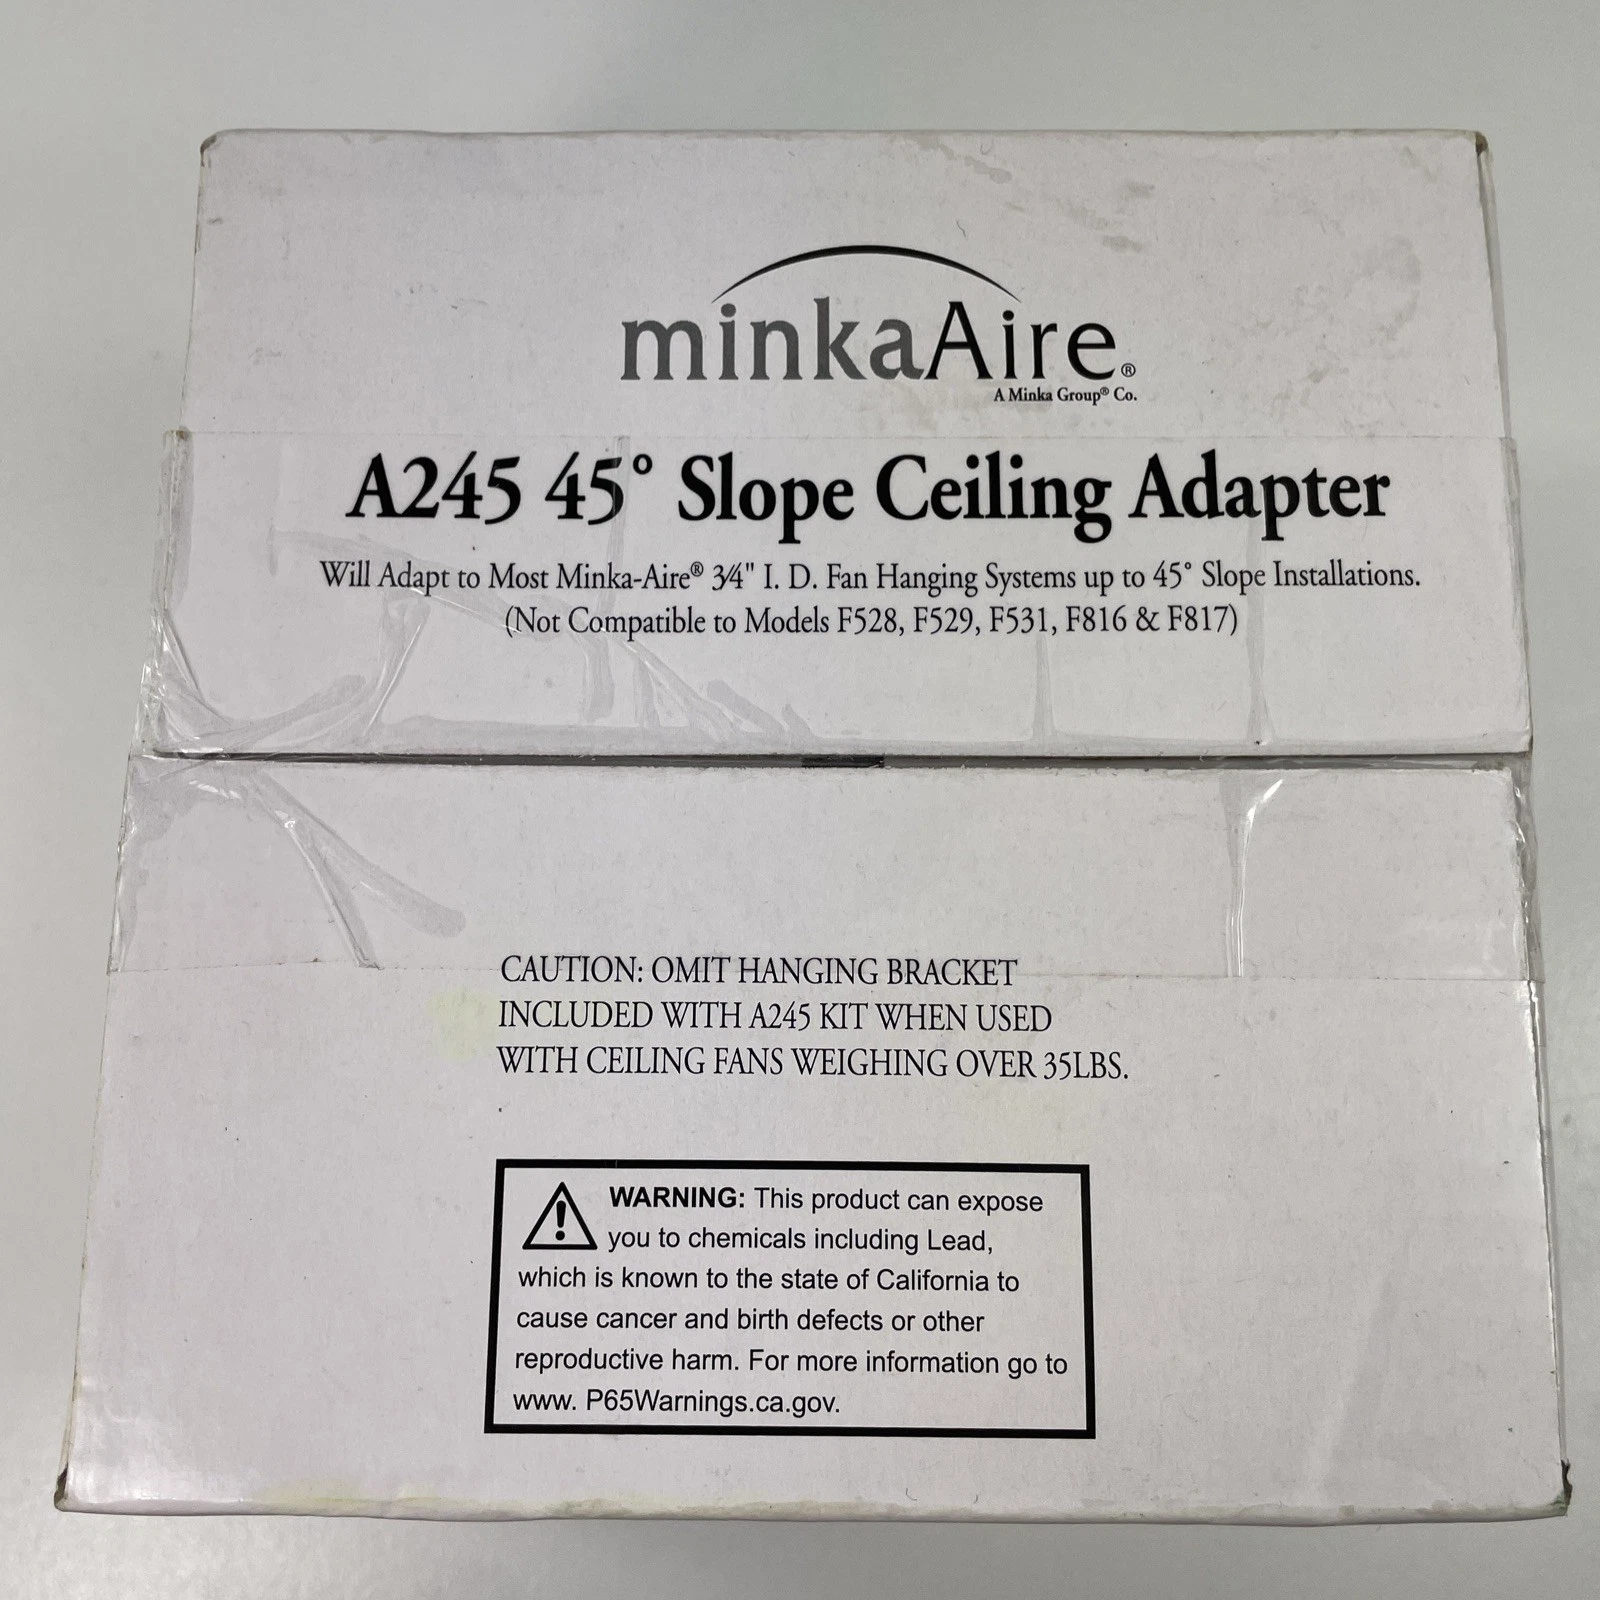 minkaAire®
A Minka Group® Co.
A245 45° Slope Ceiling Adapter
Will Adapt to Most Minka-Aire® 3/4" I. D. Fan Hanging Systems up to 45° Slope Installations.
(Not Compatible to Models F528, F529, F531, F816 & F817)
CAUTION: OMIT HANGING BRACKET
INCLUDED WITH A245 KIT WHEN USED
WITH CEILING FANS WEIGHING OVER 35LBS.
WARNING: This product can expose
you to chemicals including Lead,
which is known to the state of California to
cause cancer and birth defects or other
reproductive harm. For more information go to
www. P65Warnings.ca.gov.